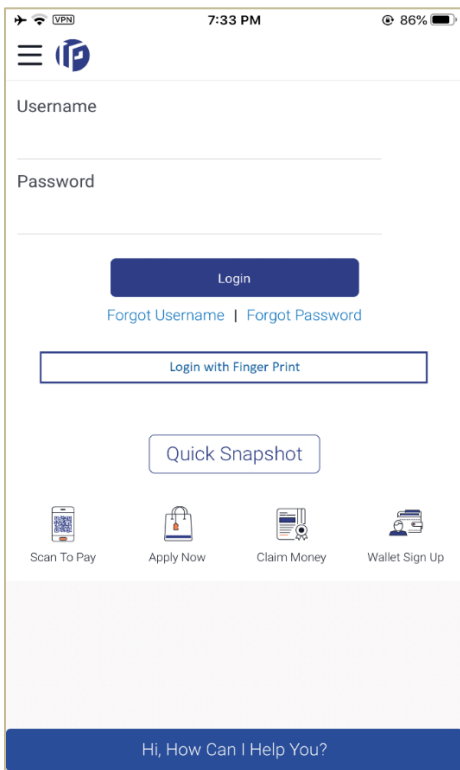 VPN 7:33 PM 86%
Username
Password
Login
Forgot Username | Forgot Password
Login with Finger Print
Quick Snapshot
Scan To Pay Apply Now Claim Money Wallet Sign Up
Hi, How Can I Help You?